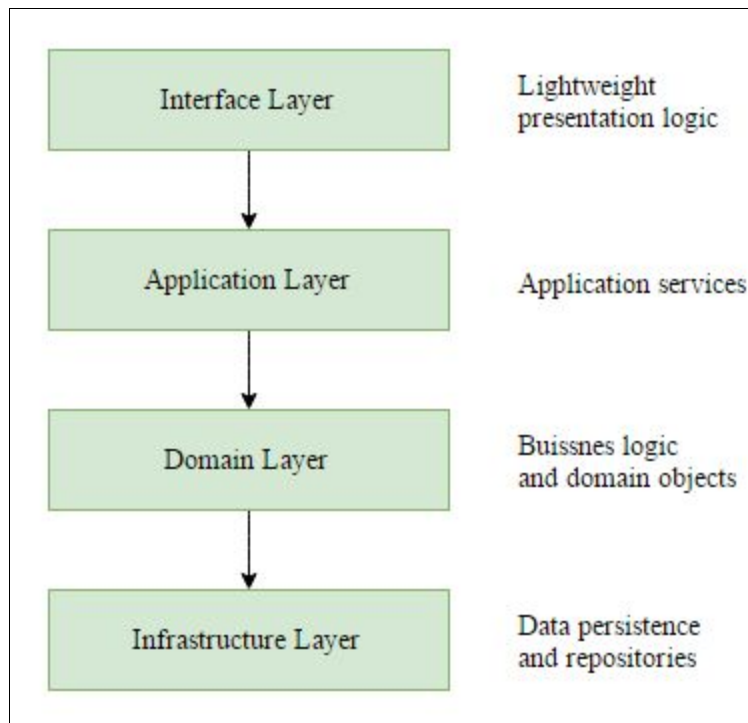 Interface Layer
Lightweight
presentation logic
Application Layer
Application services
Domain Layer
Buissnes logic
and domain objects
Infrastructure Layer
Data persistence
and repositories